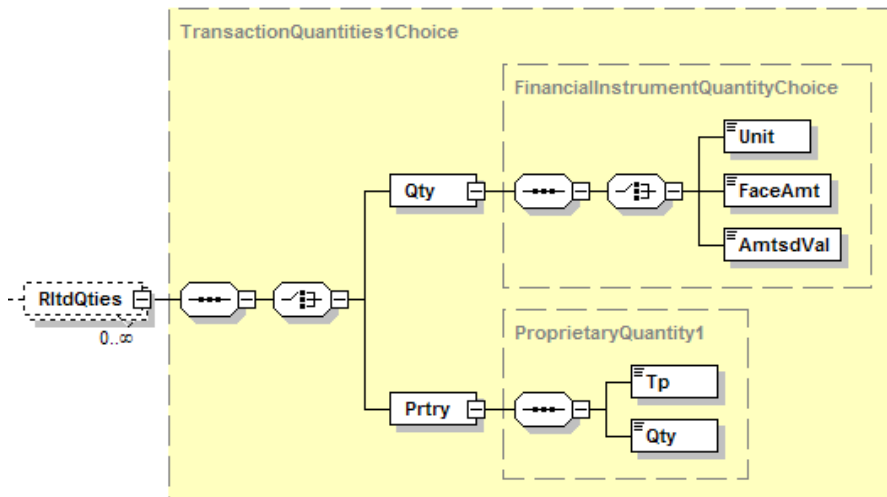 TransactionQuantities1Choice
FinancialInstrumentQuantityChoice
Unit
Qty
FaceAmt
AmtsdVal
RltdQties
0..∞
ProprietaryQuantity1
Tp
Prtry
Qty